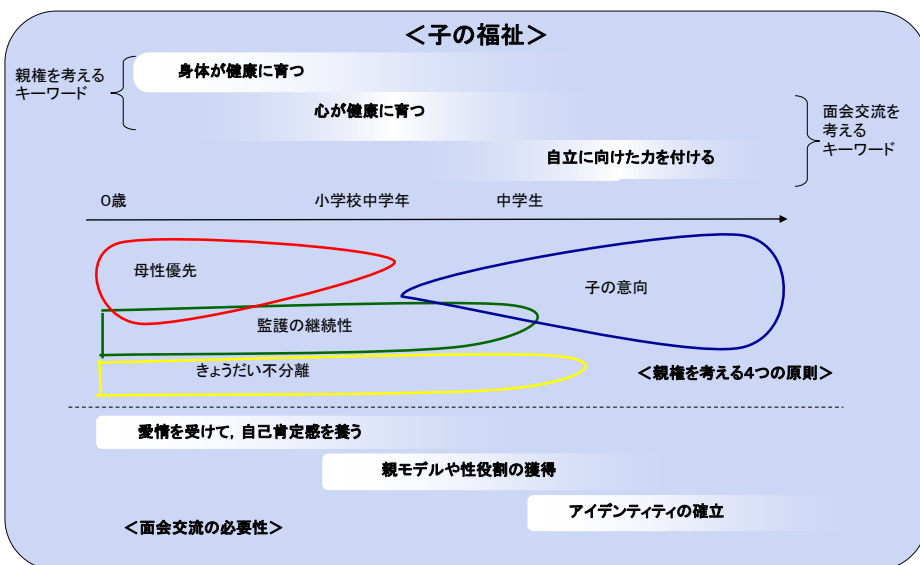 ＜子の福祉＞
親権を考える
キーワード
身体が健康に育つ
心が健康に育つ
自立に向けた力を付ける
面会交流を
考える
キーワード
0歳
小学校中学年
中学生
母性優先
子の意向
監護の継続性
きょうだい不分離
＜親権を考える4つの原則＞
愛情を受けて，自己肯定感を養う
親モデルや性役割の獲得
アイデンティティの確立
＜面会交流の必要性＞